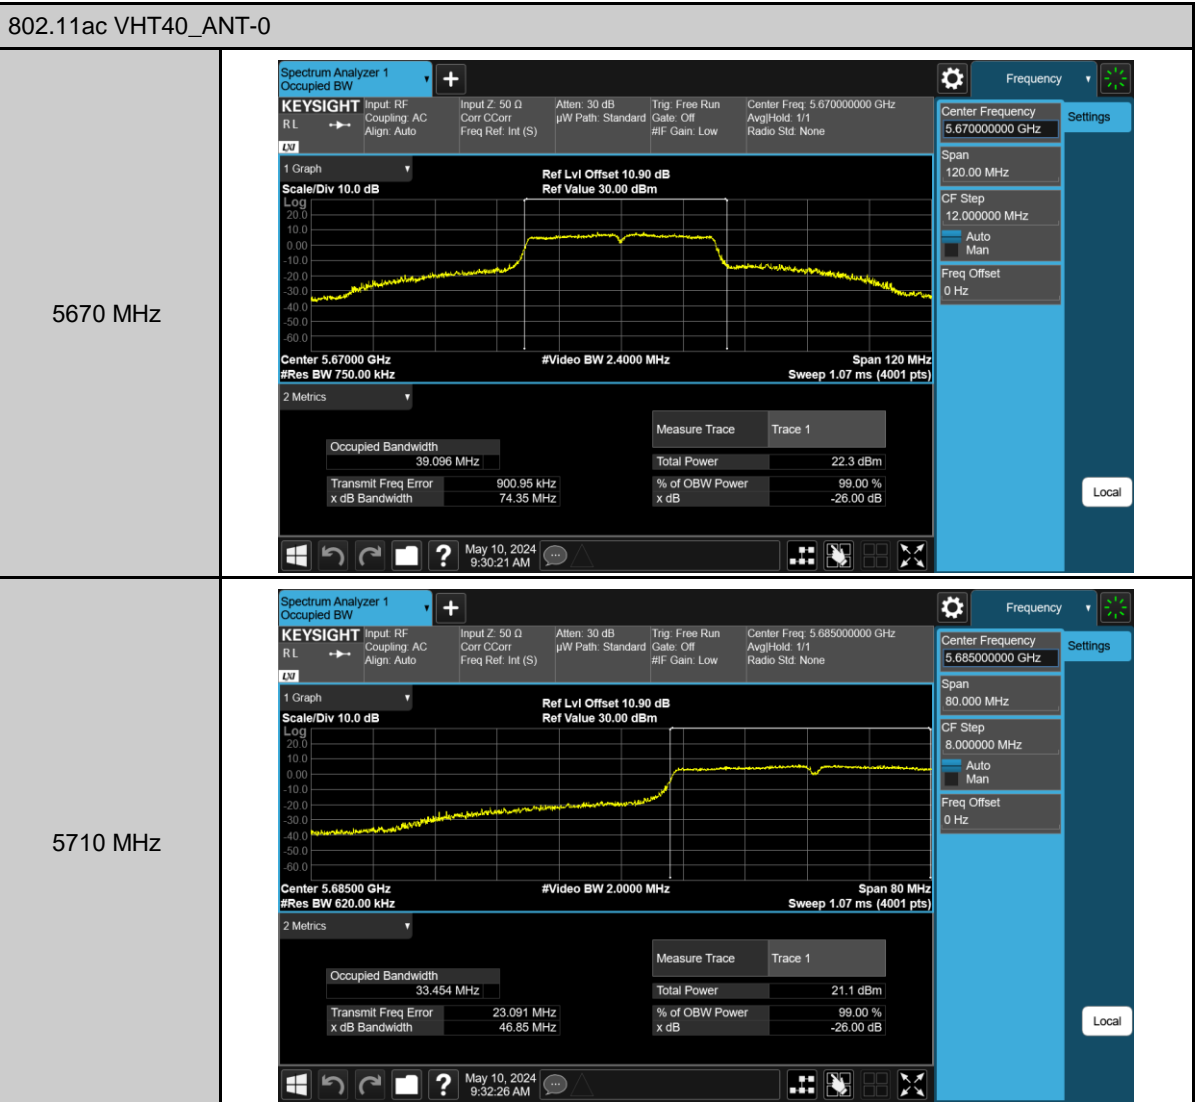 802.11ac VHT40_ANT-0
5670 MHz
Spectrum Analyzer 1
Occupied BW
+
Frequency
KEYSIGHT
RL
LXI
Input: RF
Coupling: AC
Align: Auto
Input Z: 50 Ω
Corr CCorr
Freq Ref: Int (S)
Atten: 30 dB
µW Path: Standard
Trig: Free Run
Gate: Off
#IF Gain: Low
Center Freq: 5.670000000 GHz
Avg|Hold: 1/1
Radio Std: None
Center Frequency
5.670000000 GHz
Settings
Span
120.00 MHz
CF Step
12.000000 MHz
Auto
Man
Freq Offset
0 Hz
Local
1 Graph
Scale/Div 10.0 dB
Ref Lvl Offset 10.90 dB
Ref Value 30.00 dBm
Log
20.0
10.0
0.00
-10.0
-20.0
-30.0
-40.0
-50.0
-60.0
Center 5.67000 GHz
#Video BW 2.4000 MHz
Span 120 MHz
#Res BW 750.00 kHz
Sweep 1.07 ms (4001 pts)
2 Metrics
Measure Trace Trace 1
Occupied Bandwidth
39.096 MHz
Total Power 22.3 dBm
Transmit Freq Error 900.95 kHz
% of OBW Power 99.00 %
x dB Bandwidth 74.35 MHz
x dB -26.00 dB
?
May 10, 2024
9:30:21 AM
5710 MHz
Spectrum Analyzer 1
Occupied BW
+
Frequency
KEYSIGHT
RL
LXI
Input: RF
Coupling: AC
Align: Auto
Input Z: 50 Ω
Corr CCorr
Freq Ref: Int (S)
Atten: 30 dB
µW Path: Standard
Trig: Free Run
Gate: Off
#IF Gain: Low
Center Freq: 5.685000000 GHz
Avg|Hold: 1/1
Radio Std: None
Center Frequency
5.685000000 GHz
Settings
Span
80.000 MHz
CF Step
8.000000 MHz
Auto
Man
Freq Offset
0 Hz
Local
1 Graph
Scale/Div 10.0 dB
Ref Lvl Offset 10.90 dB
Ref Value 30.00 dBm
Log
20.0
10.0
0.00
-10.0
-20.0
-30.0
-40.0
-50.0
-60.0
Center 5.68500 GHz
#Video BW 2.0000 MHz
Span 80 MHz
#Res BW 620.00 kHz
Sweep 1.07 ms (4001 pts)
2 Metrics
Measure Trace Trace 1
Occupied Bandwidth
33.454 MHz
Total Power 21.1 dBm
Transmit Freq Error 23.091 MHz
% of OBW Power 99.00 %
x dB Bandwidth 46.85 MHz
x dB -26.00 dB
?
May 10, 2024
9:32:26 AM